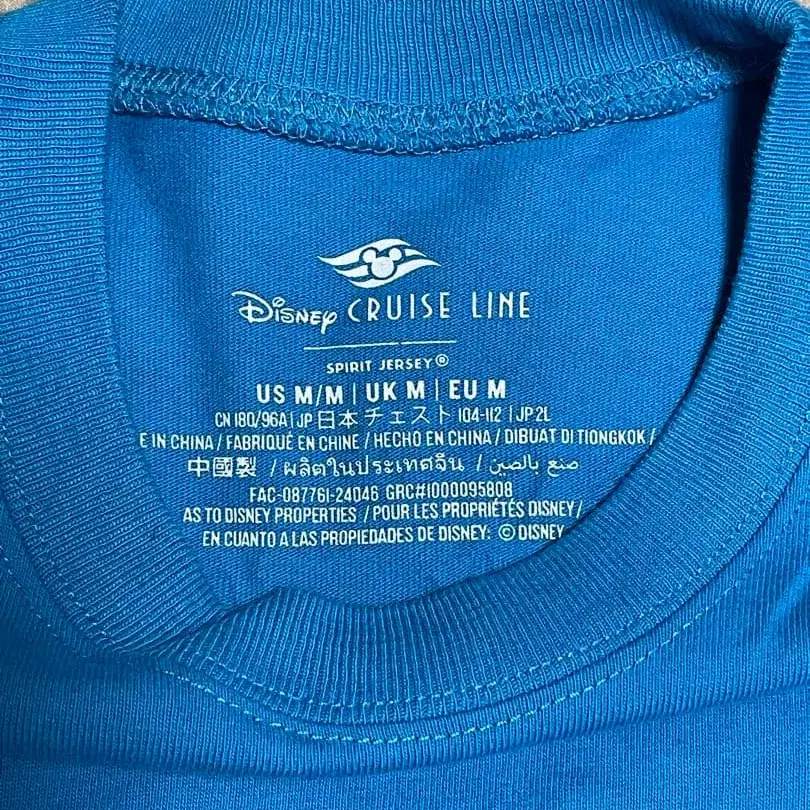 Disney CRUISE LINE
SPIRIT JERSEY®
US M/M | UK M | EU M
CN 180/96A | JP 日本 チェスト 104-112 | JP 2L
E IN CHINA / FABRIQUÉ EN CHINE / HECHO EN CHINA / DIBUAT DI TIONGKOK /
中國製 / ผลิตในประเทศจีน / صنع بالصين
FAC-087761-24046 GRC#1000095808
AS TO DISNEY PROPERTIES / POUR LES PROPRIÉTÉS DISNEY /
EN CUANTO A LAS PROPIEDADES DE DISNEY: © DISNEY